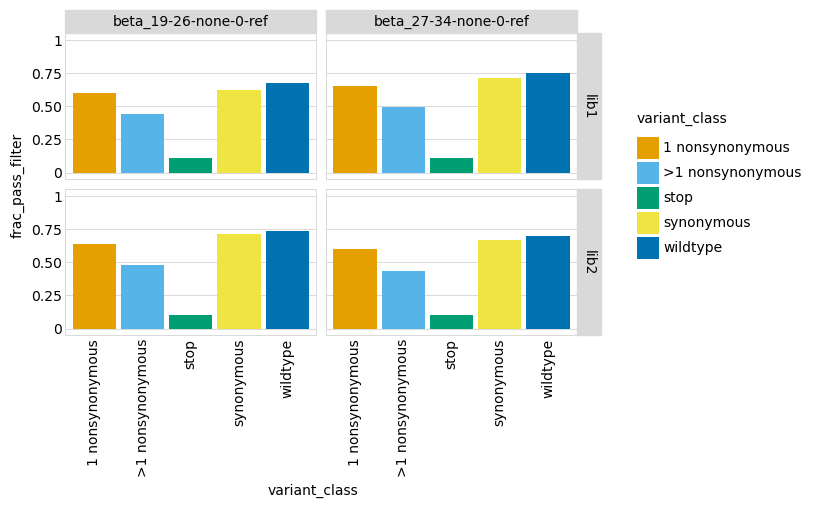 beta_19-26-none-0-ref
beta_27-34-none-0-ref
frac_pass_filter
1
0.75
0.50
0.25
0
lib1
1
0.75
0.50
0.25
0
lib2
1 nonsynonymous
>1 nonsynonymous
stop
synonymous
wildtype
1 nonsynonymous
>1 nonsynonymous
stop
synonymous
wildtype
variant_class
variant_class
1 nonsynonymous
>1 nonsynonymous
stop
synonymous
wildtype